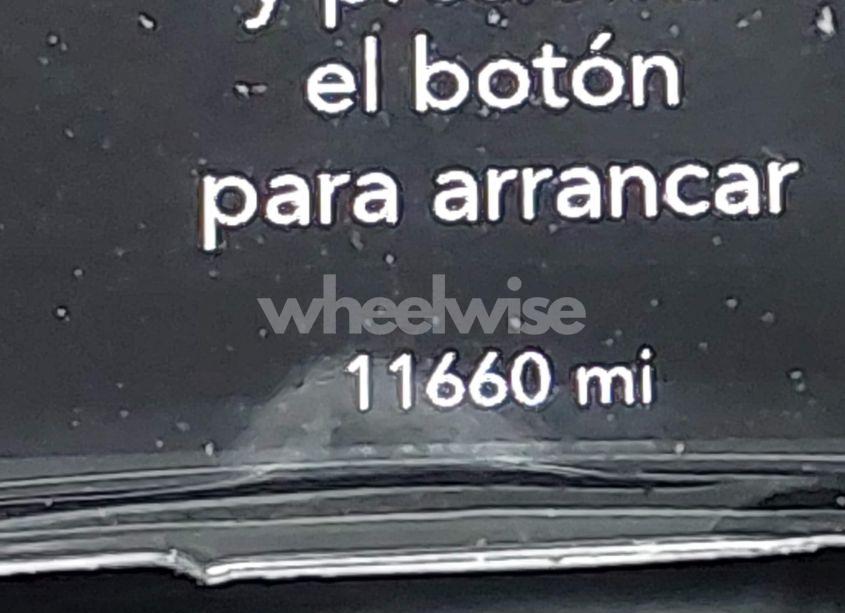 el botón
para arrancar
wheelwise
11660 mi